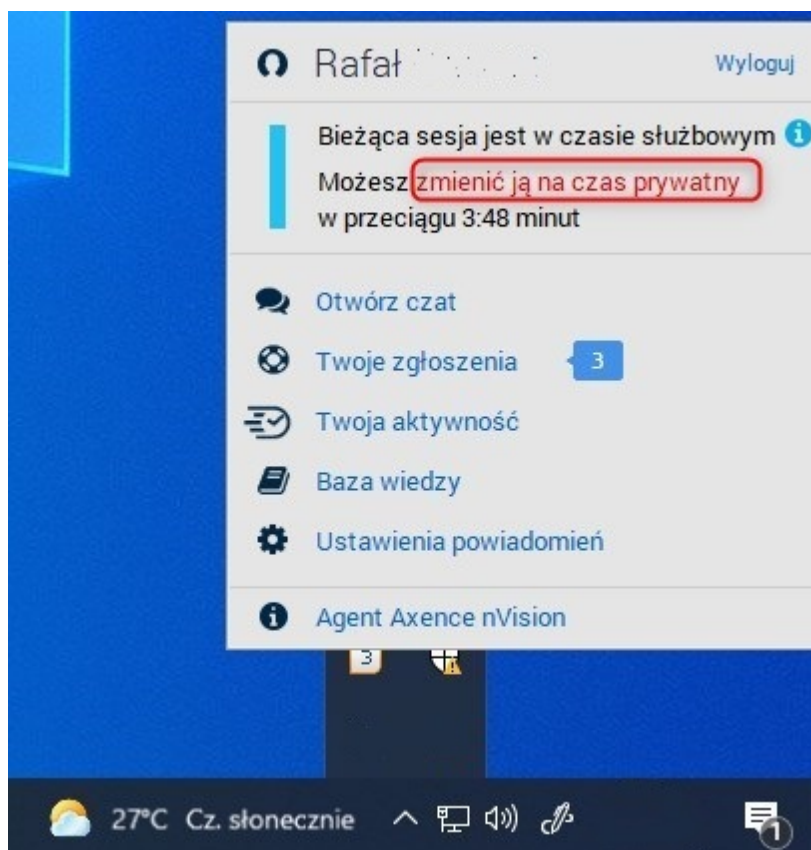 Rafał
Wyloguj
Bieżąca sesja jest w czasie służbowym
Możesz zmienić ją na czas prywatny
w przeciągu 3:48 minut
Otwórz czat
Twoje zgłoszenia 3
Twoja aktywność
Baza wiedzy
Ustawienia powiadomień
Agent Axence nVision
3
27°C Cz. słonecznie
1